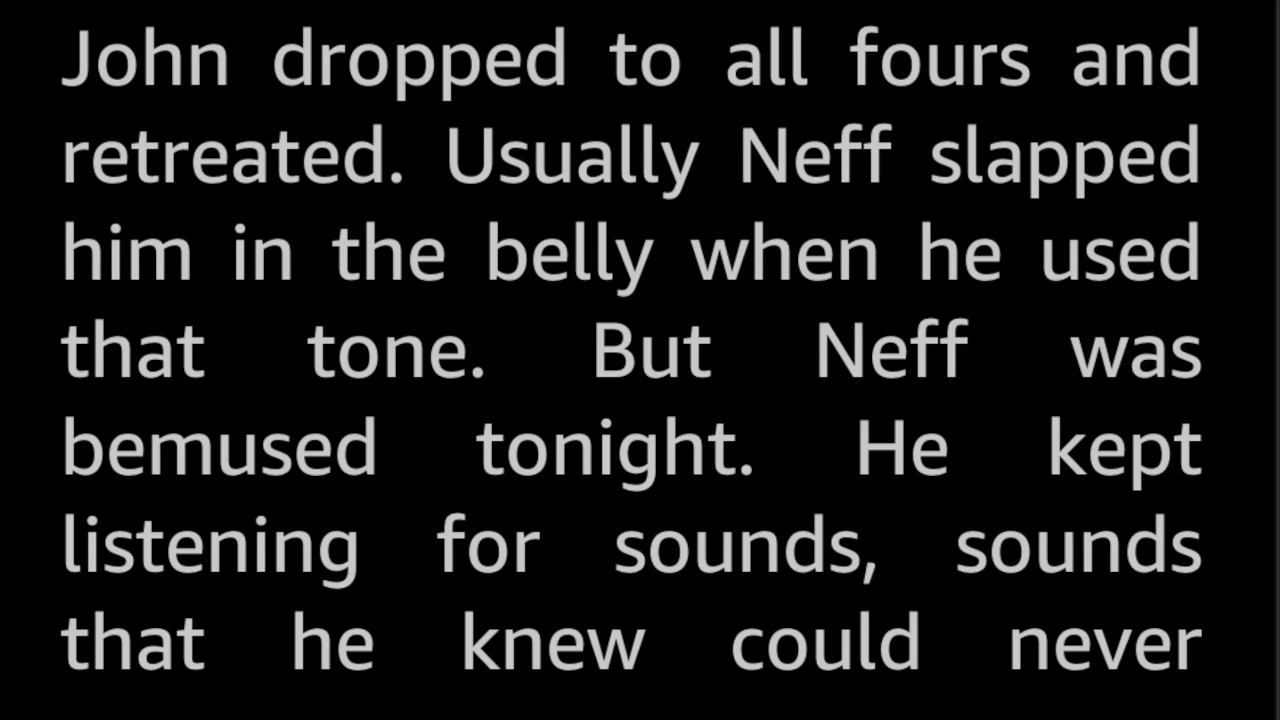 John dropped to all fours and
retreated. Usually Neff slapped
him in the belly when he used
that tone. But Neff was
bemused tonight. He kept
listening for sounds, sounds
that he knew could never